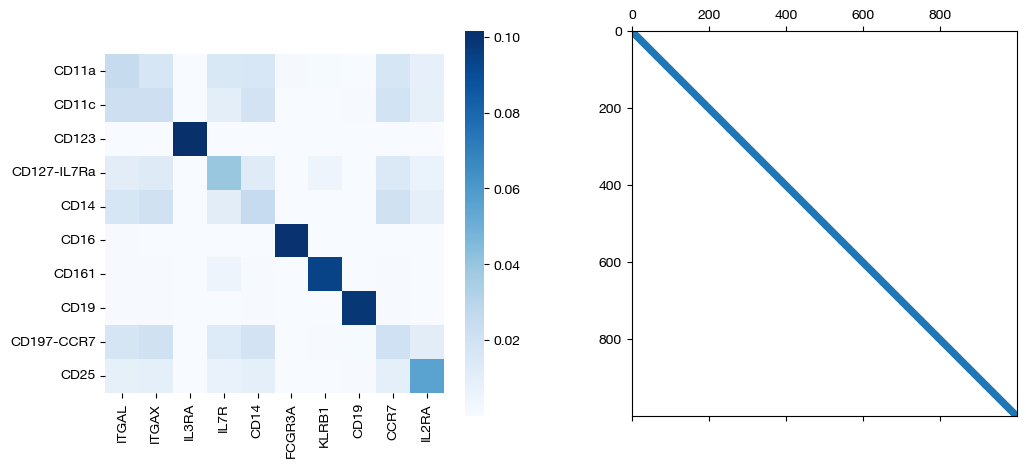 CD11a
CD11c
CD123
CD127-IL7Ra
CD14
CD16
CD161
CD19
CD197-CCR7
CD25
ITGAL
ITGAX
IL3RA
IL7R
CD14
FCGR3A
KLRB1
CD19
CCR7
IL2RA
0.10
0.08
0.06
0.04
0.02
0 200 400 600 800
0
200
400
600
800